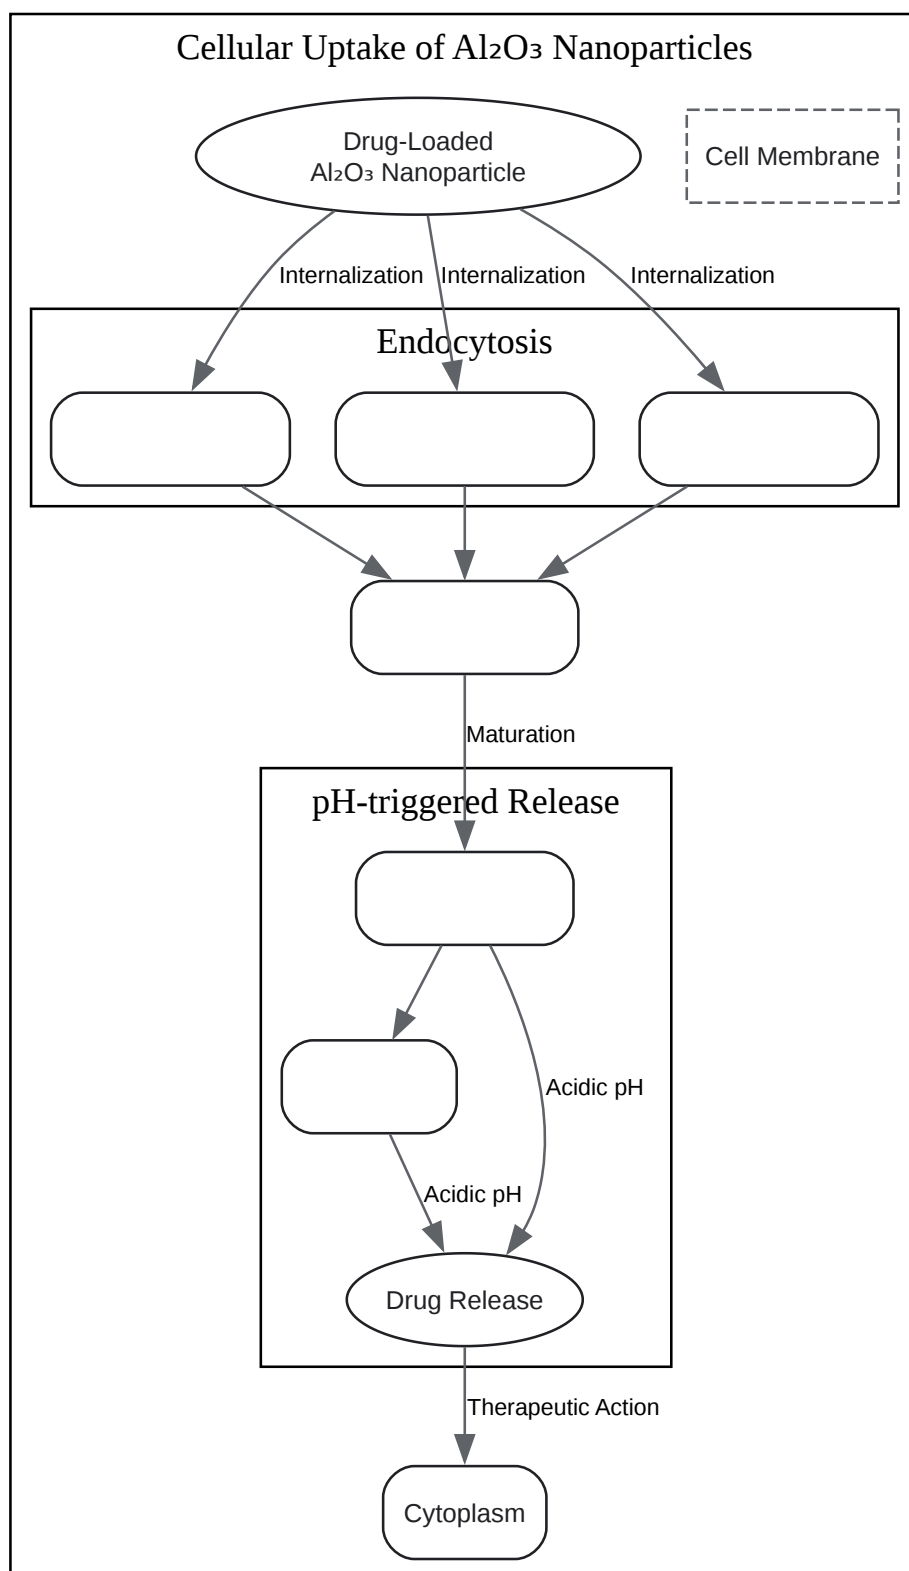 Cellular Uptake of Al₂O₃ Nanoparticles
Drug-Loaded
Al₂O₃ Nanoparticle
Cell Membrane
Internalization
Internalization
Internalization
Endocytosis
Maturation
pH-triggered Release
Acidic pH
Acidic pH
Drug Release
Therapeutic Action
Cytoplasm